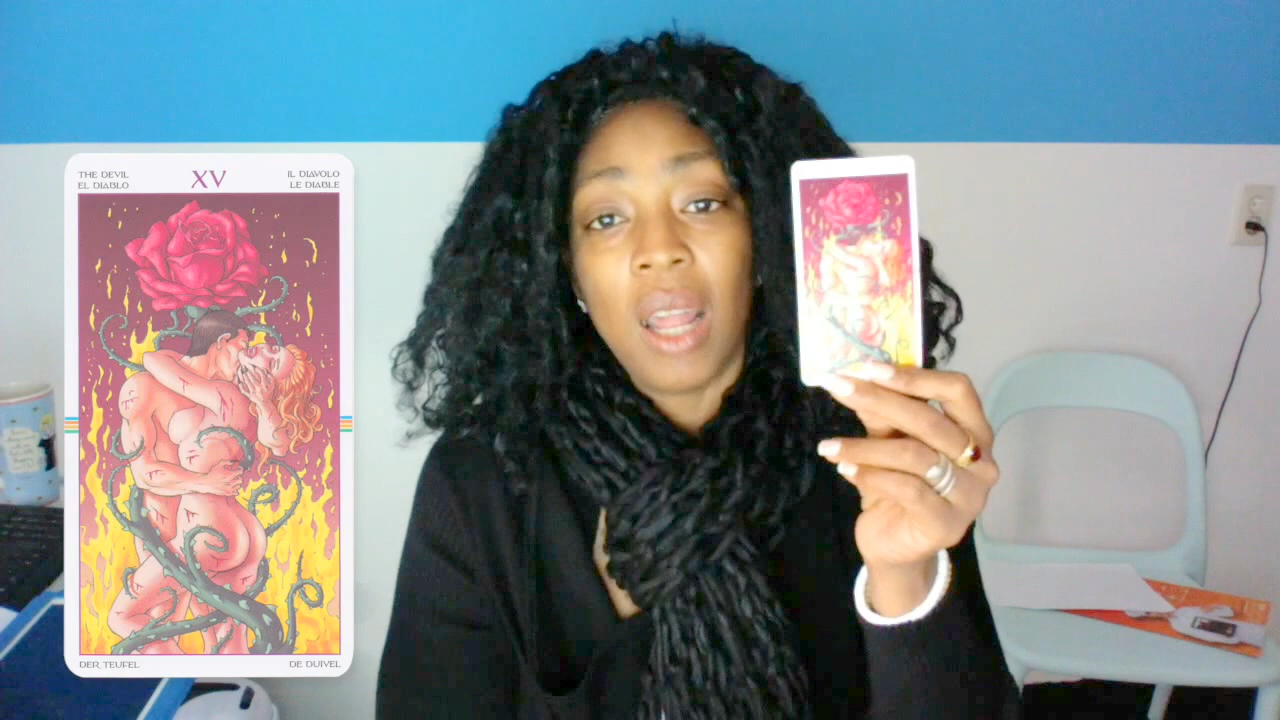 THE DEVIL
EL DIABLO
XV
IL DIAVOLO
LE DIABLE
DER TEUFEL
DE DUIVEL